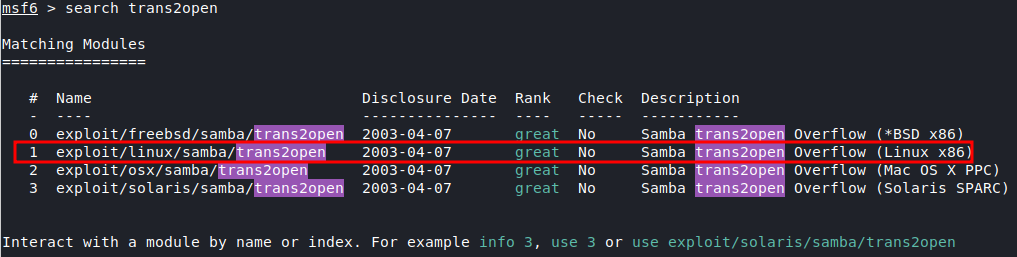 msf6 > search trans2open
Matching Modules
================
#  Name                              Disclosure Date  Rank   Check  Description
-  ----                              ---------------  ----   -----  -----------
0  exploit/freebsd/samba/trans2open  2003-04-07       great  No     Samba trans2open Overflow (*BSD x86)
1  exploit/linux/samba/trans2open    2003-04-07       great  No     Samba trans2open Overflow (Linux x86)
2  exploit/osx/samba/trans2open      2003-04-07       great  No     Samba trans2open Overflow (Mac OS X PPC)
3  exploit/solaris/samba/trans2open  2003-04-07       great  No     Samba trans2open Overflow (Solaris SPARC)
Interact with a module by name or index. For example info 3, use 3 or use exploit/solaris/samba/trans2open